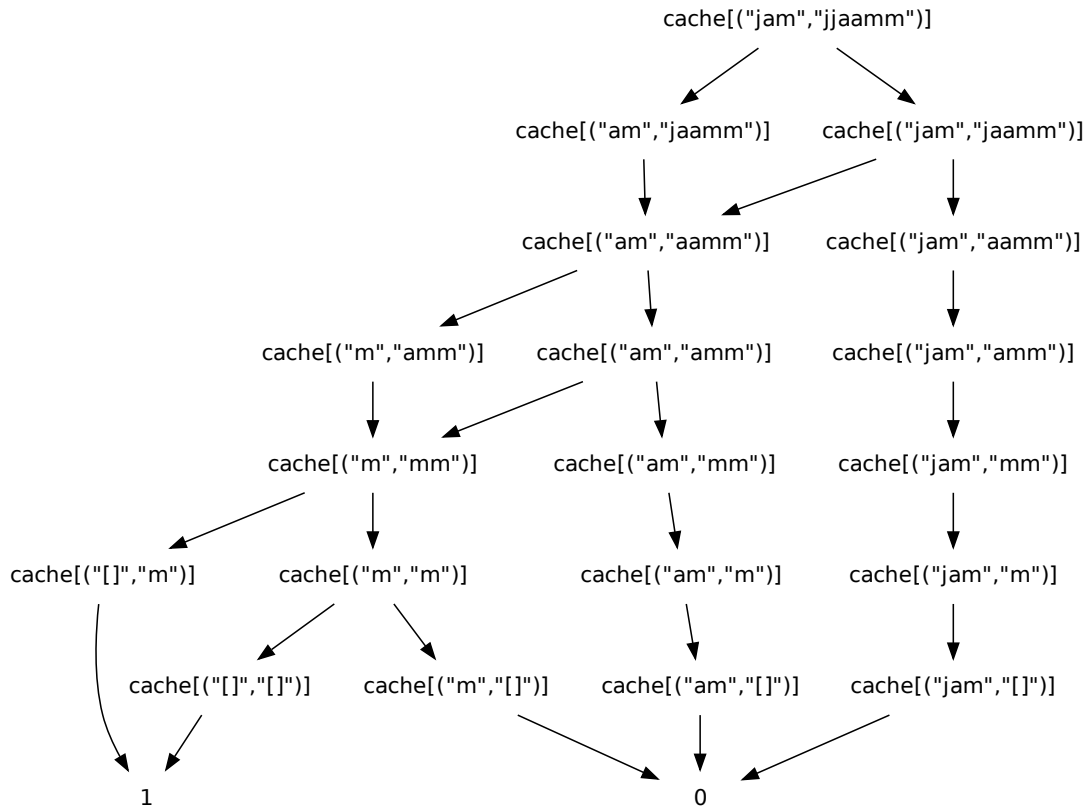 cache[("jam","jjaamm")]
cache[("am","jaamm")] cache[("jam","jaamm")]
cache[("am","aamm")] cache[("jam","aamm")]
cache[("m","amm")] cache[("am","amm")] cache[("jam","amm")]
cache[("m","mm")] cache[("am","mm")] cache[("jam","mm")]
cache[("[]","m")] cache[("m","m")] cache[("am","m")] cache[("jam","m")]
cache[("[]","[]")] cache[("m","[]")] cache[("am","[]")] cache[("jam","[]")]
1 0